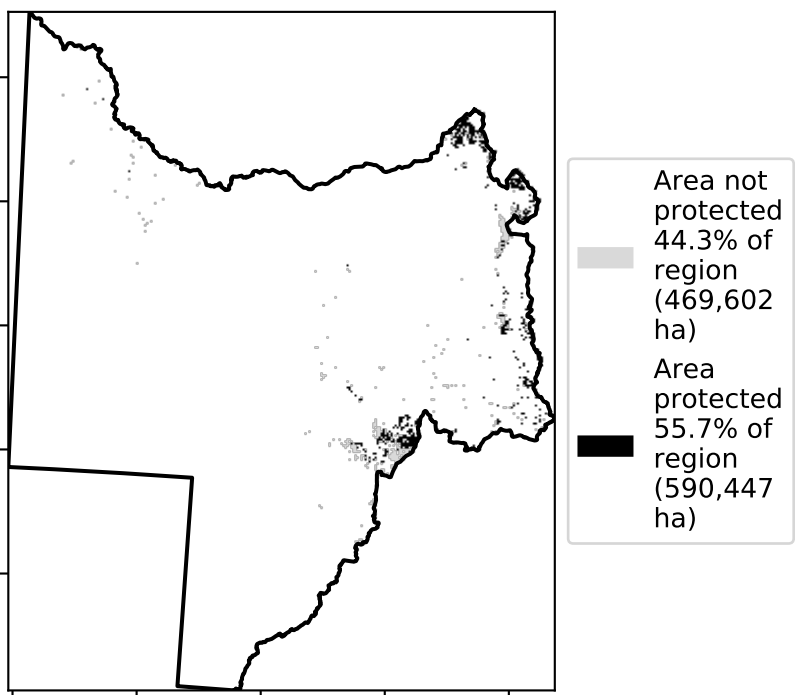 Area not
protected
44.3% of
region
(469,602
ha)
Area
protected
55.7% of
region
(590,447
ha)